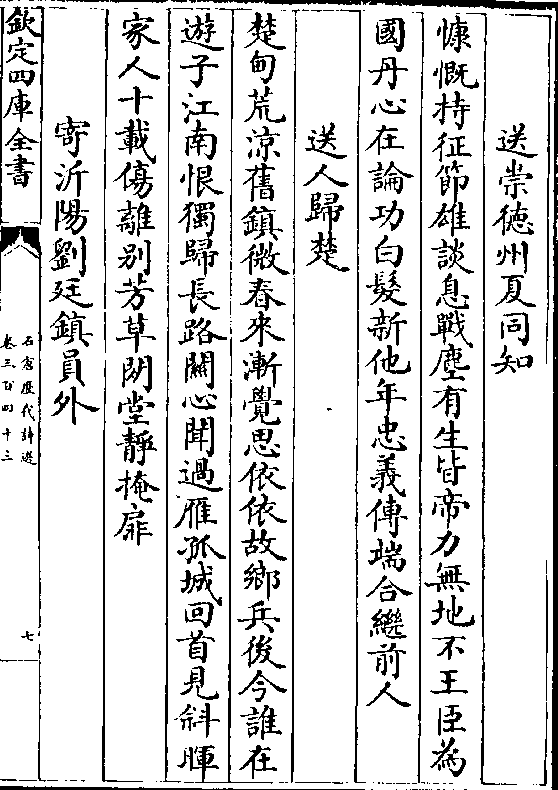 送崇德州夏同知
慷慨持征節雄談息戰塵有生皆帝力無地不王臣為
國丹心在論功白髮新他年忠義傳端合繼前人
送人歸楚
楚甸荒涼舊鎮微春來漸覺思依依故鄉兵後今誰在
遊子江南恨獨歸長路關心聞過雁孤城回首見斜暉
家人十載傷離别芳草閉堂靜掩扉
寄沂陽劉廷鎮員外
欽定四庫全書
石倉歴代詩選
卷三百四十三
七